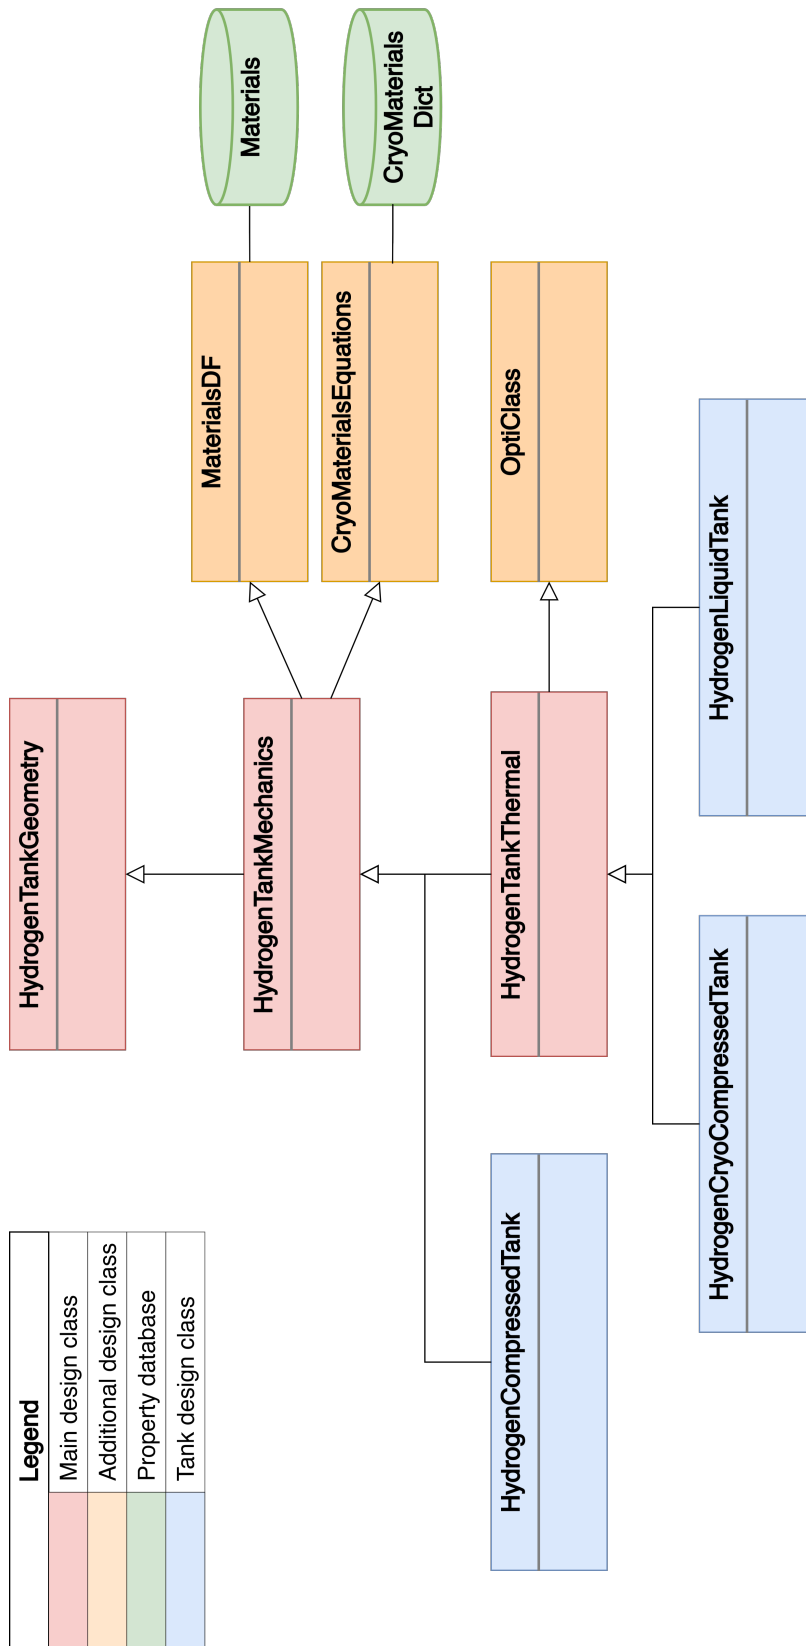 Legend
Main design class
Additional design class
Property database
Tank design class
HydrogenTankGeometry
Materials
MaterialsDF
HydrogenTankMechanics
CryoMaterials
Dict
CryoMaterialsEquations
HydrogenCompressedTank
HydrogenTankThermal
OptiClass
HydrogenCryoCompressedTank
HydrogenLiquidTank